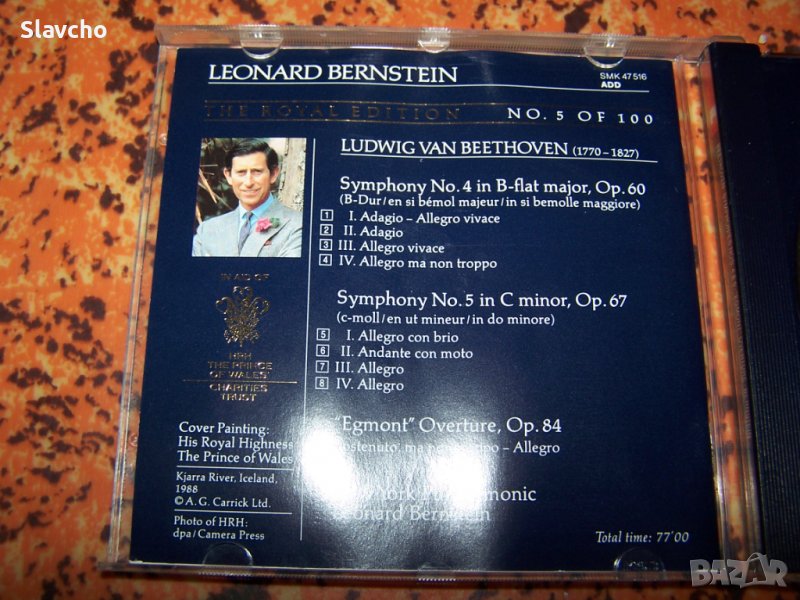 Slavcho
LEONARD BERNSTEIN
SMK 47516
ADD
THE ROYAL EDITION NO. 5 OF 100
LUDWIG VAN BEETHOVEN (1770–1827)
Symphony No. 4 in B-flat major, Op. 60
(B-Dur/en si bémol majeur/in si bemolle maggiore)
1 I. Adagio – Allegro vivace
2 II. Adagio
3 III. Allegro vivace
4 IV. Allegro ma non troppo
Symphony No. 5 in C minor, Op. 67
(c-moll/en ut mineur/in do minore)
5 I. Allegro con brio
6 II. Andante con moto
7 III. Allegro
8 IV. Allegro
"Egmont" Overture, Op. 84
ma – Allegro
York Philharmonic
Leonard Bernstein
Total time: 77'00
IN AID OF
HRH
THE PRINCE
OF WALES'
CHARITIES
TRUST
Cover Painting:
His Royal Highness
The Prince of Wales
Kjarra River, Iceland,
1988
© A. G. Carrick Ltd.
Photo of HRH:
dpa/Camera Press
BAZAR